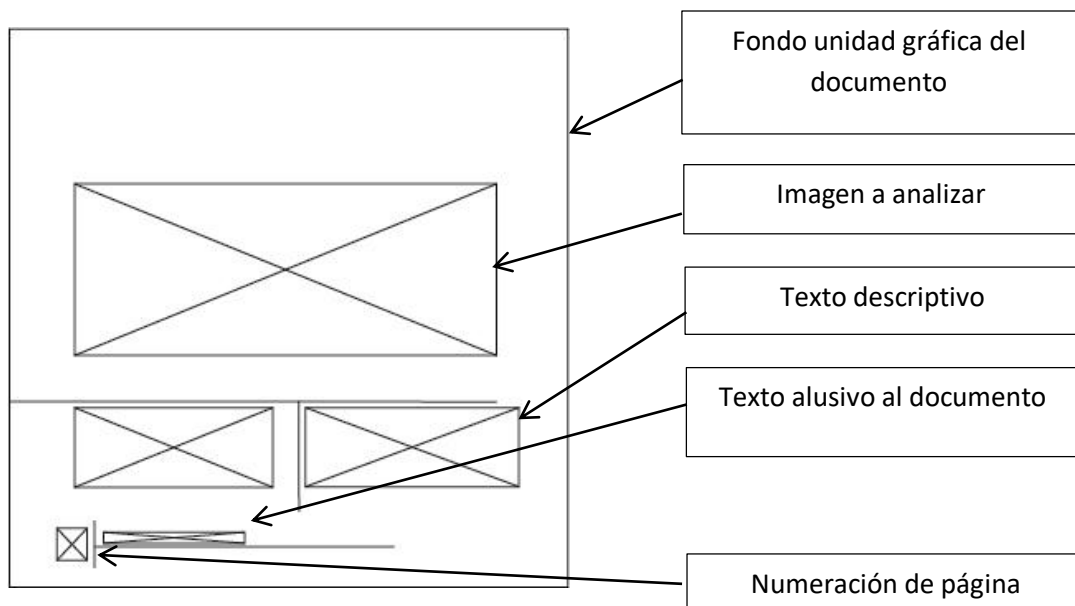 Fondo unidad gráfica del
documento
Imagen a analizar
Texto descriptivo
Texto alusivo al documento
Numeración de página